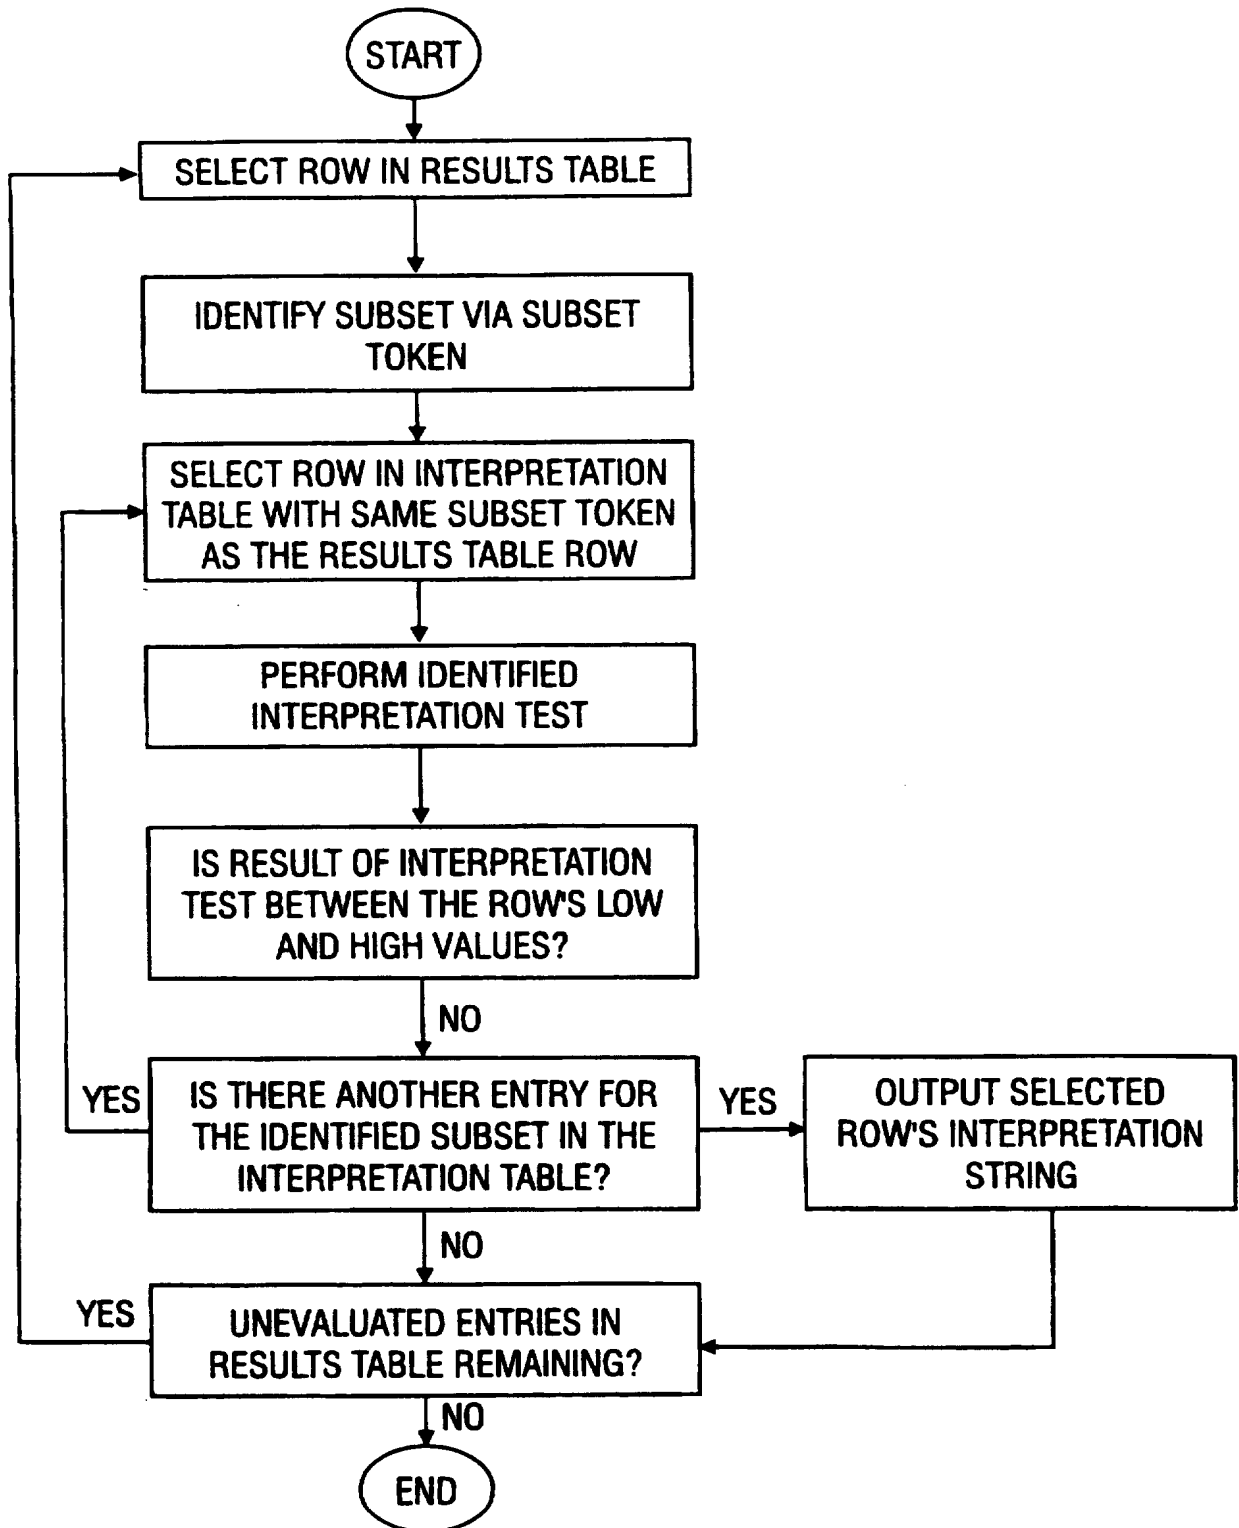 START
SELECT ROW IN RESULTS TABLE
IDENTIFY SUBSET VIA SUBSET
TOKEN
SELECT ROW IN INTERPRETATION
TABLE WITH SAME SUBSET TOKEN
AS THE RESULTS TABLE ROW
PERFORM IDENTIFIED
INTERPRETATION TEST
IS RESULT OF INTERPRETATION
TEST BETWEEN THE ROW'S LOW
AND HIGH VALUES?
NO
YES
IS THERE ANOTHER ENTRY FOR
THE IDENTIFIED SUBSET IN THE
INTERPRETATION TABLE?
YES
OUTPUT SELECTED
ROW'S INTERPRETATION
STRING
NO
YES
UNEVALUATED ENTRIES IN
RESULTS TABLE REMAINING?
NO
END